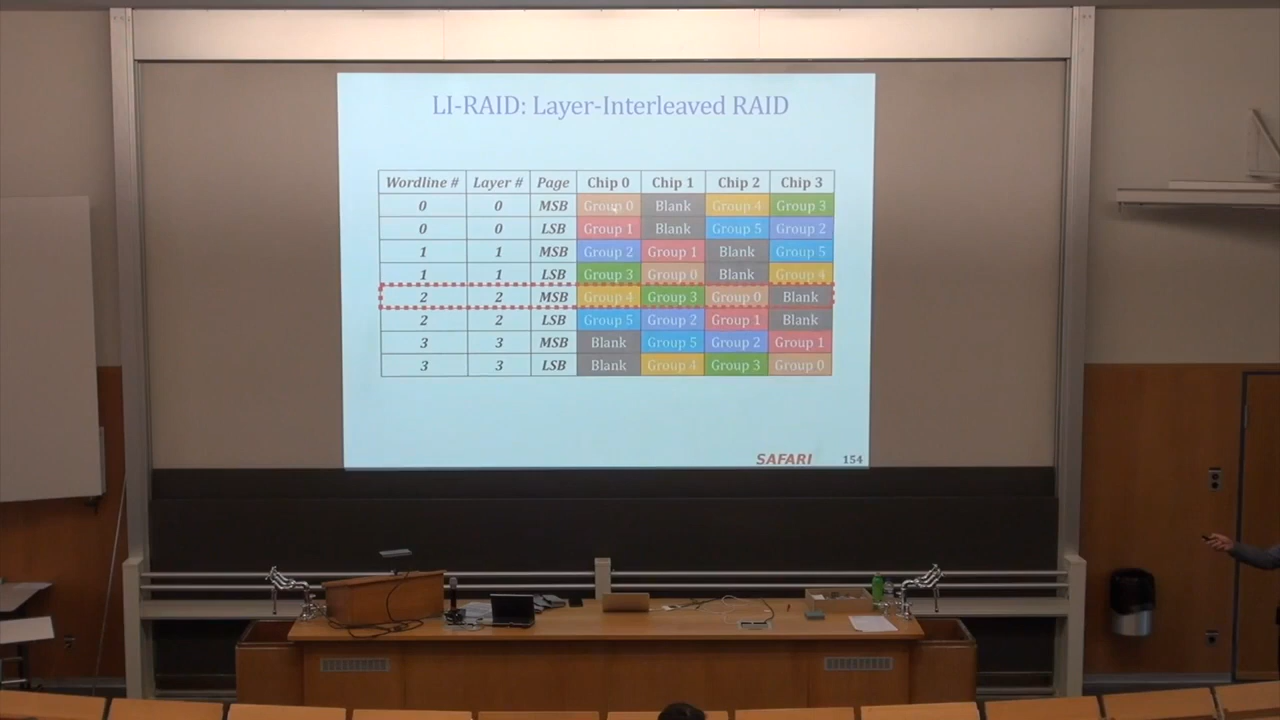 LI-RAID: Layer-Interleaved RAID
Wordline # Layer # Page Chip 0 Chip 1 Chip 2 Chip 3
0 0 MSB Group 0 Blank Group 4 Group 3
0 0 LSB Group 1 Blank Group 5 Group 2
1 1 MSB Group 2 Group 1 Blank Group 5
1 1 LSB Group 3 Group 0 Blank Group 4
2 2 MSB Group 4 Group 3 Group 0 Blank
2 2 LSB Group 5 Group 2 Group 1 Blank
3 3 MSB Blank Group 5 Group 2 Group 1
3 3 LSB Blank Group 4 Group 3 Group 0
SAFARI 154